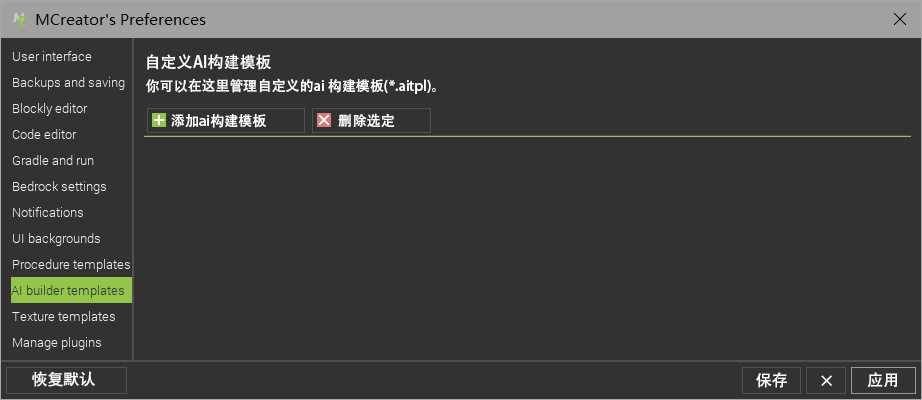 MCreator's Preferences
User interface
Backups and saving
Blockly editor
Code editor
Gradle and run
Bedrock settings
Notifications
UI backgrounds
Procedure templates
AI builder templates
Texture templates
Manage plugins
自定义AI构建模板
你可以在这里管理自定义的ai 构建模板(*.aitpl)。
添加ai构建模板 删除选定
恢复默认 保存 应用